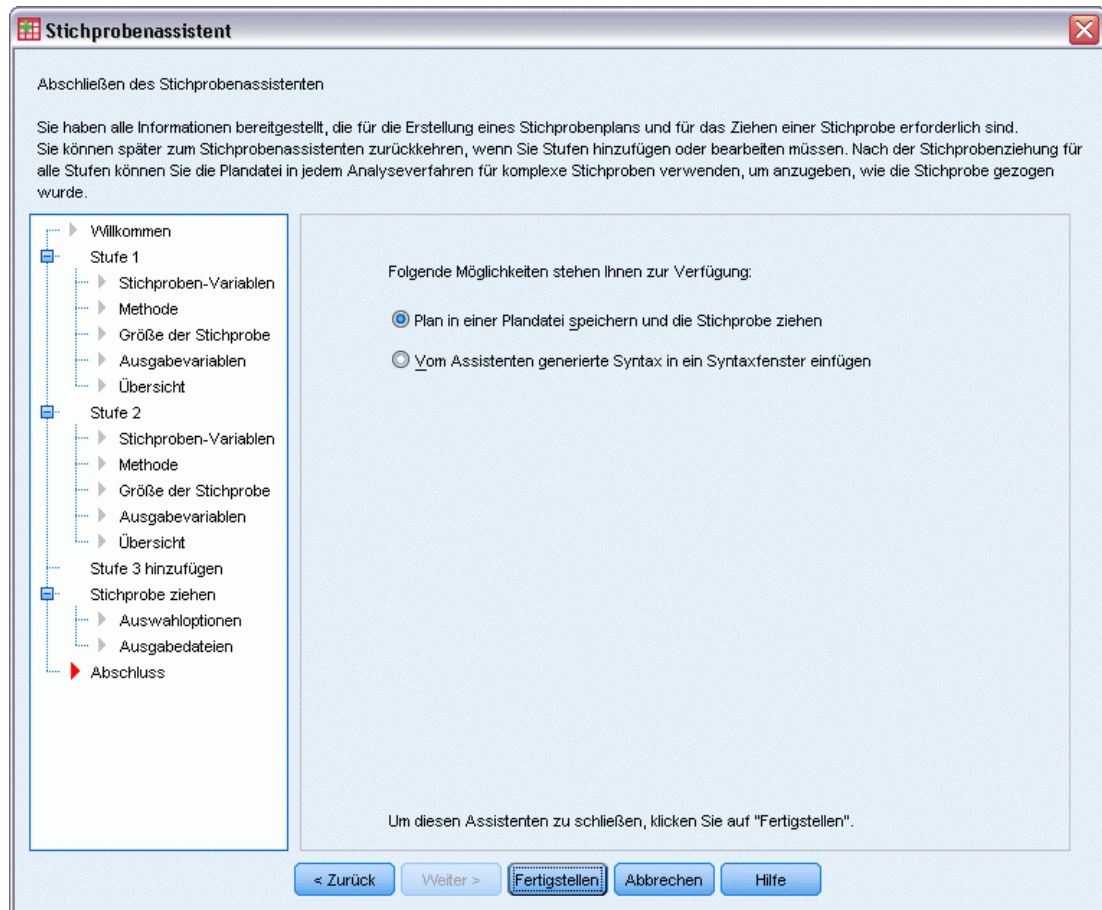 Stichprobenassistent
Abschließen des Stichprobenassistenten
Sie haben alle Informationen bereitgestellt, die für die Erstellung eines Stichprobenplans und für das Ziehen einer Stichprobe erforderlich sind.
Sie können später zum Stichprobenassistenten zurückkehren, wenn Sie Stufen hinzufügen oder bearbeiten müssen. Nach der Stichprobenziehung für
alle Stufen können Sie die Plandatei in jedem Analyseverfahren für komplexe Stichproben verwenden, um anzugeben, wie die Stichprobe gezogen
wurde.
Willkommen
Stufe 1
Stichproben-Variablen
Methode
Größe der Stichprobe
Ausgabevariablen
Übersicht
Stufe 2
Stichproben-Variablen
Methode
Größe der Stichprobe
Ausgabevariablen
Übersicht
Stufe 3 hinzufügen
Stichprobe ziehen
Auswahloptionen
Ausgabedateien
Abschluss
Folgende Möglichkeiten stehen Ihnen zur Verfügung:
Plan in einer Plandatei speichern und die Stichprobe ziehen
Vom Assistenten generierte Syntax in ein Syntaxfenster einfügen
Um diesen Assistenten zu schließen, klicken Sie auf "Fertigstellen".
< Zurück
Weiter >
Fertigstellen
Abbrechen
Hilfe